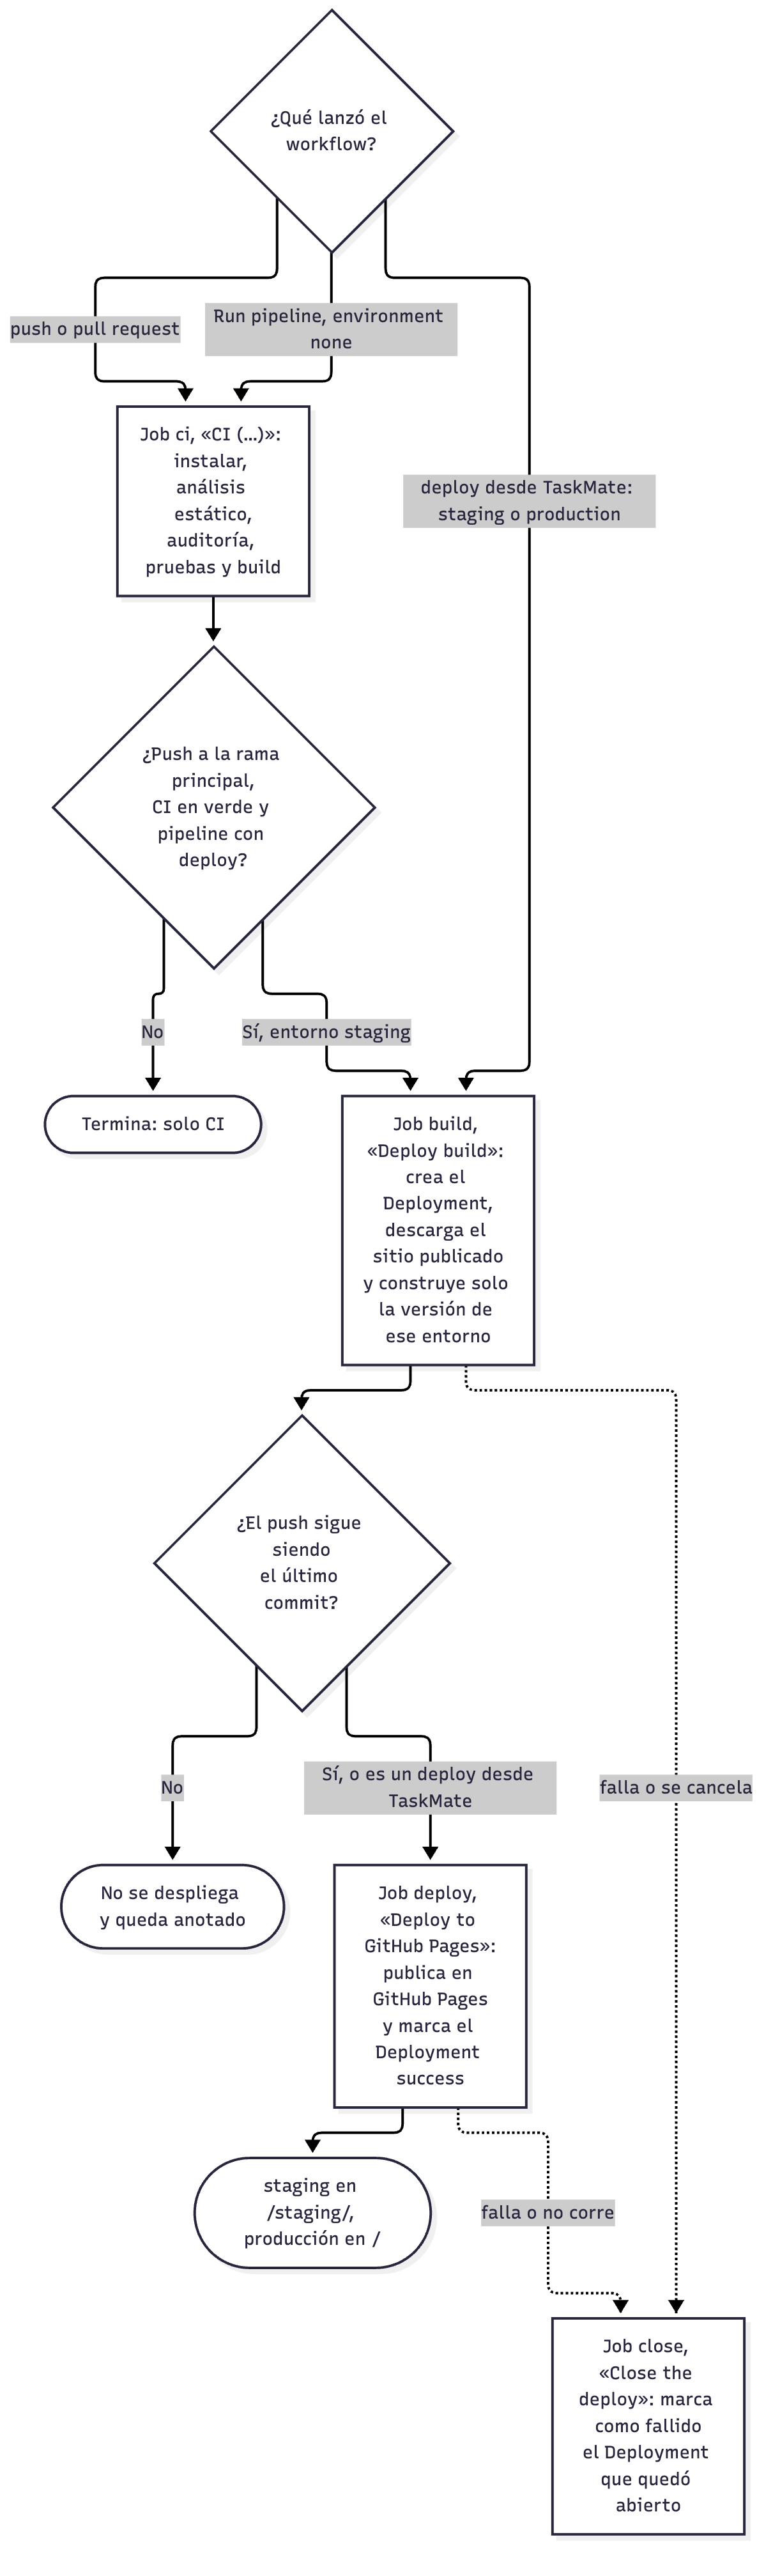 ¿Qué lanzó el
workflow?
push o pull request
Run pipeline, environment
none
Job ci, «CI (...)»:
instalar,
análisis
estático,
auditoría,
pruebas y build
deploy desde TaskMate:
staging o production
¿Push a la rama
principal,
CI en verde y
pipeline con
deploy?
No
Sí, entorno staging
Termina: solo CI
Job build,
«Deploy build»:
crea el
Deployment,
descarga el
sitio publicado
y construye solo
la versión de
ese entorno
¿El push sigue
siendo
el último
commit?
No
Sí, o es un deploy desde
TaskMate
falla o se cancela
No se despliega
y queda anotado
Job deploy,
«Deploy to
GitHub Pages»:
publica en
GitHub Pages
y marca el
Deployment
success
staging en
/staging/,
producción en /
falla o no corre
Job close,
«Close the
deploy»: marca
como fallido
el Deployment
que quedó
abierto